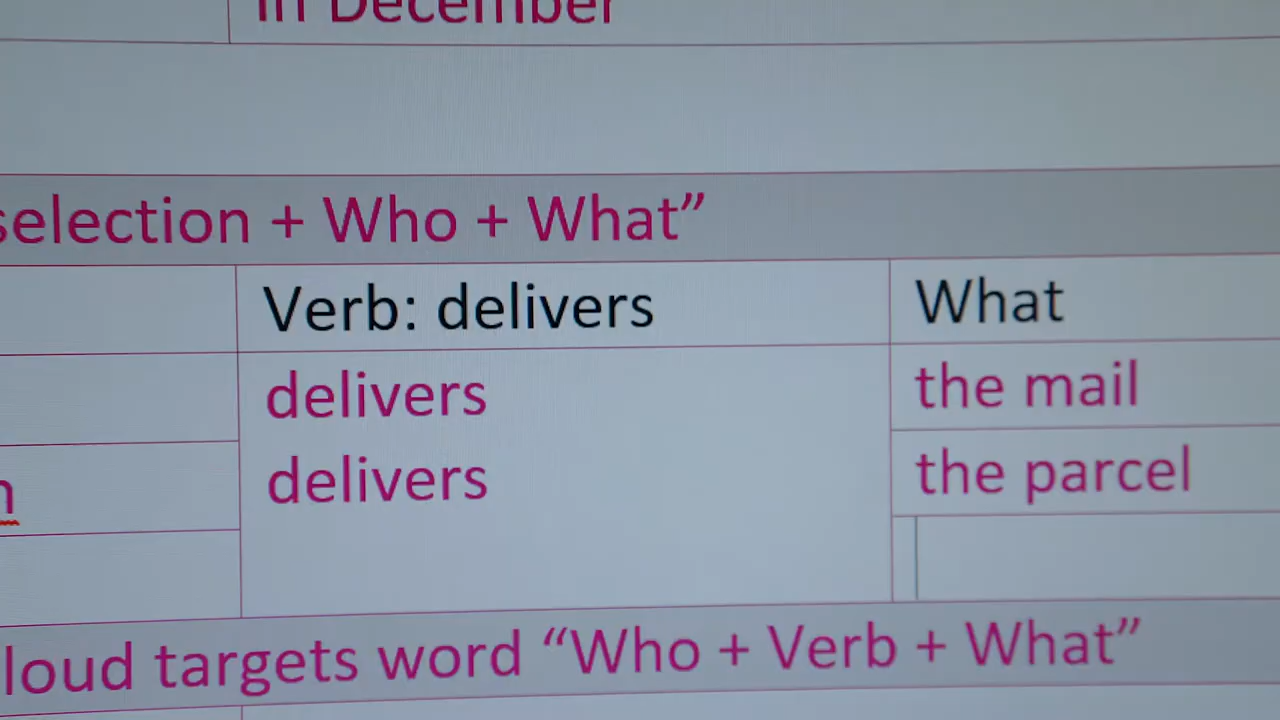 in December
selection + Who + What”
Verb: delivers What
delivers the mail
delivers the parcel
loud targets word “Who + Verb + What”